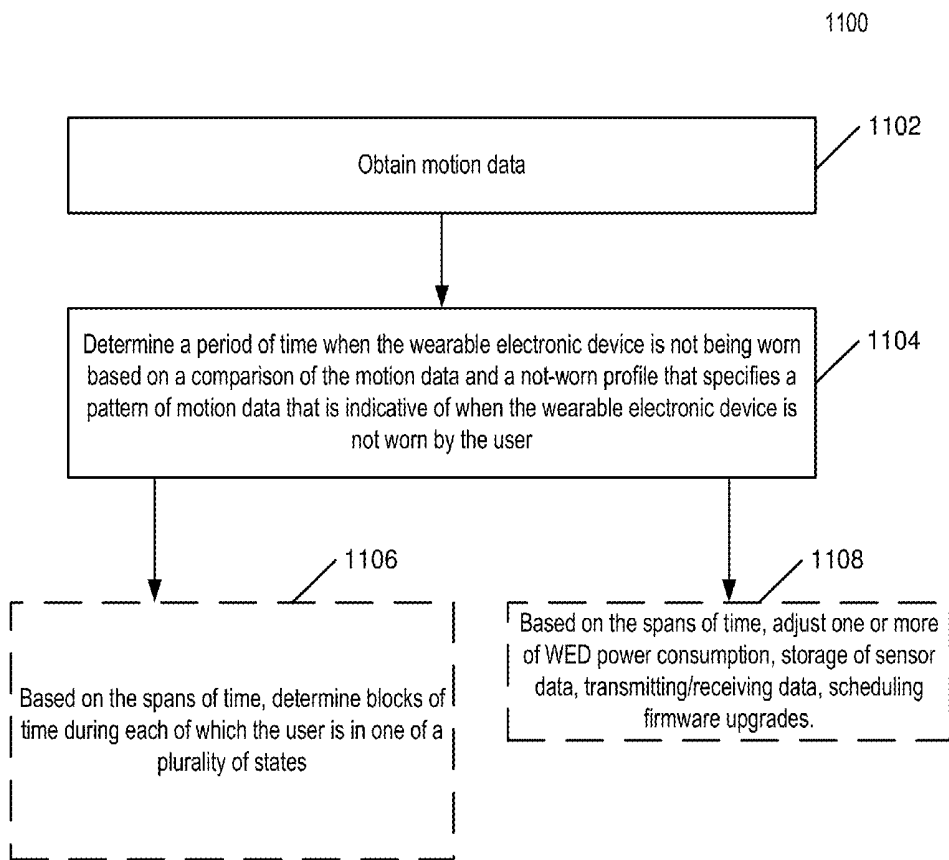 1100
1102
Obtain motion data
1104
Determine a period of time when the wearable electronic device is not being worn
based on a comparison of the motion data and a not-worn profile that specifies a
pattern of motion data that is indicative of when the wearable electronic device is
not worn by the user
1106
1108
Based on the spans of time, determine blocks of
time during each of which the user is in one of a
plurality of states
Based on the spans of time, adjust one or more
of WED power consumption, storage of sensor
data, transmitting/receiving data, scheduling
firmware upgrades.